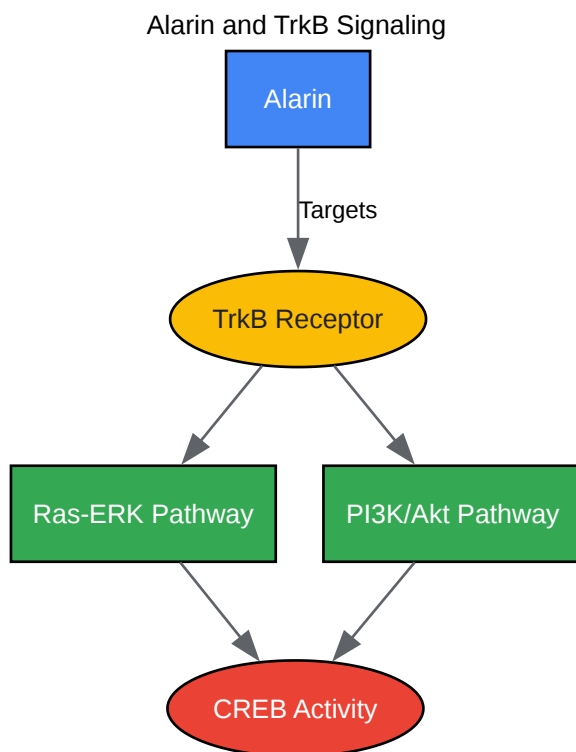 Alarin and TrkB Signaling
Alarin
Targets
TrkB Receptor
Ras-ERK Pathway
PI3K/Akt Pathway
CREB Activity